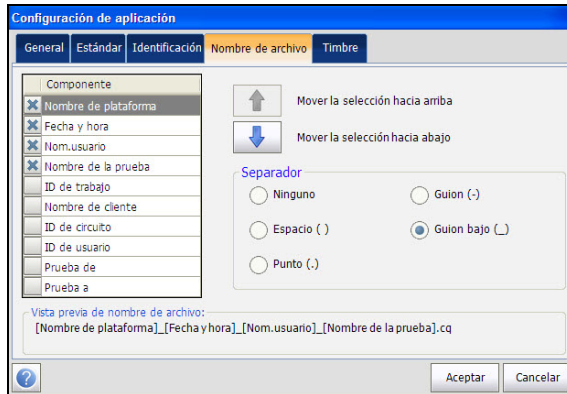 Configuración de aplicación
General Estándar Identificación Nombre de archivo Timbre
Componente
Nombre de plataforma
Fecha y hora
Nom.usuario
Nombre de la prueba
ID de trabajo
Nombre de cliente
ID de circuito
ID de usuario
Prueba de
Prueba a
Mover la selección hacia arriba
Mover la selección hacia abajo
Separador
Ninguno
Guion (-)
Espacio ( )
Guion bajo (_)
Punto (.)
Vista previa de nombre de archivo:
[Nombre de plataforma]_[Fecha y hora]_[Nom.usuario]_[Nombre de la prueba].cq
? Aceptar Cancelar